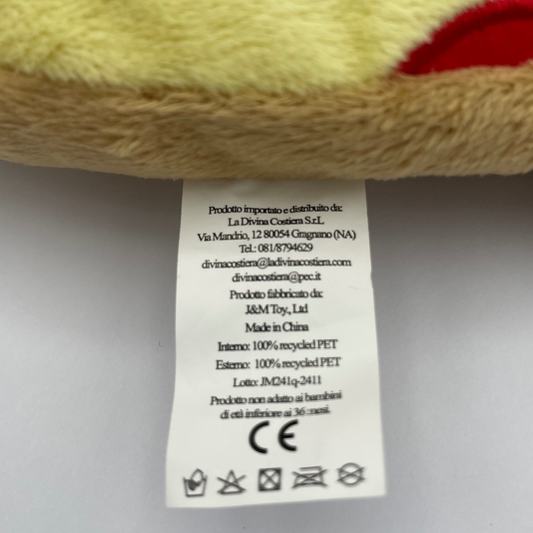 Prodotto importato e distribuito da:
La Divina Costiera S.r.L
Via Mandrio, 12 80054 Gragnano (NA)
Tel.: 081/8794629
divinacostiera@ladivinacostiera.com
divinacostiera@pec.it
Prodotto fabbricato da:
J&M Toy., Ltd
Made in China
Interno: 100% recycled PET
Esterno: 100% recycled PET
Lotto: JM241q-2411
Prodotto non adatto ai bambini
di età inferiore ai 36 mesi.
CE